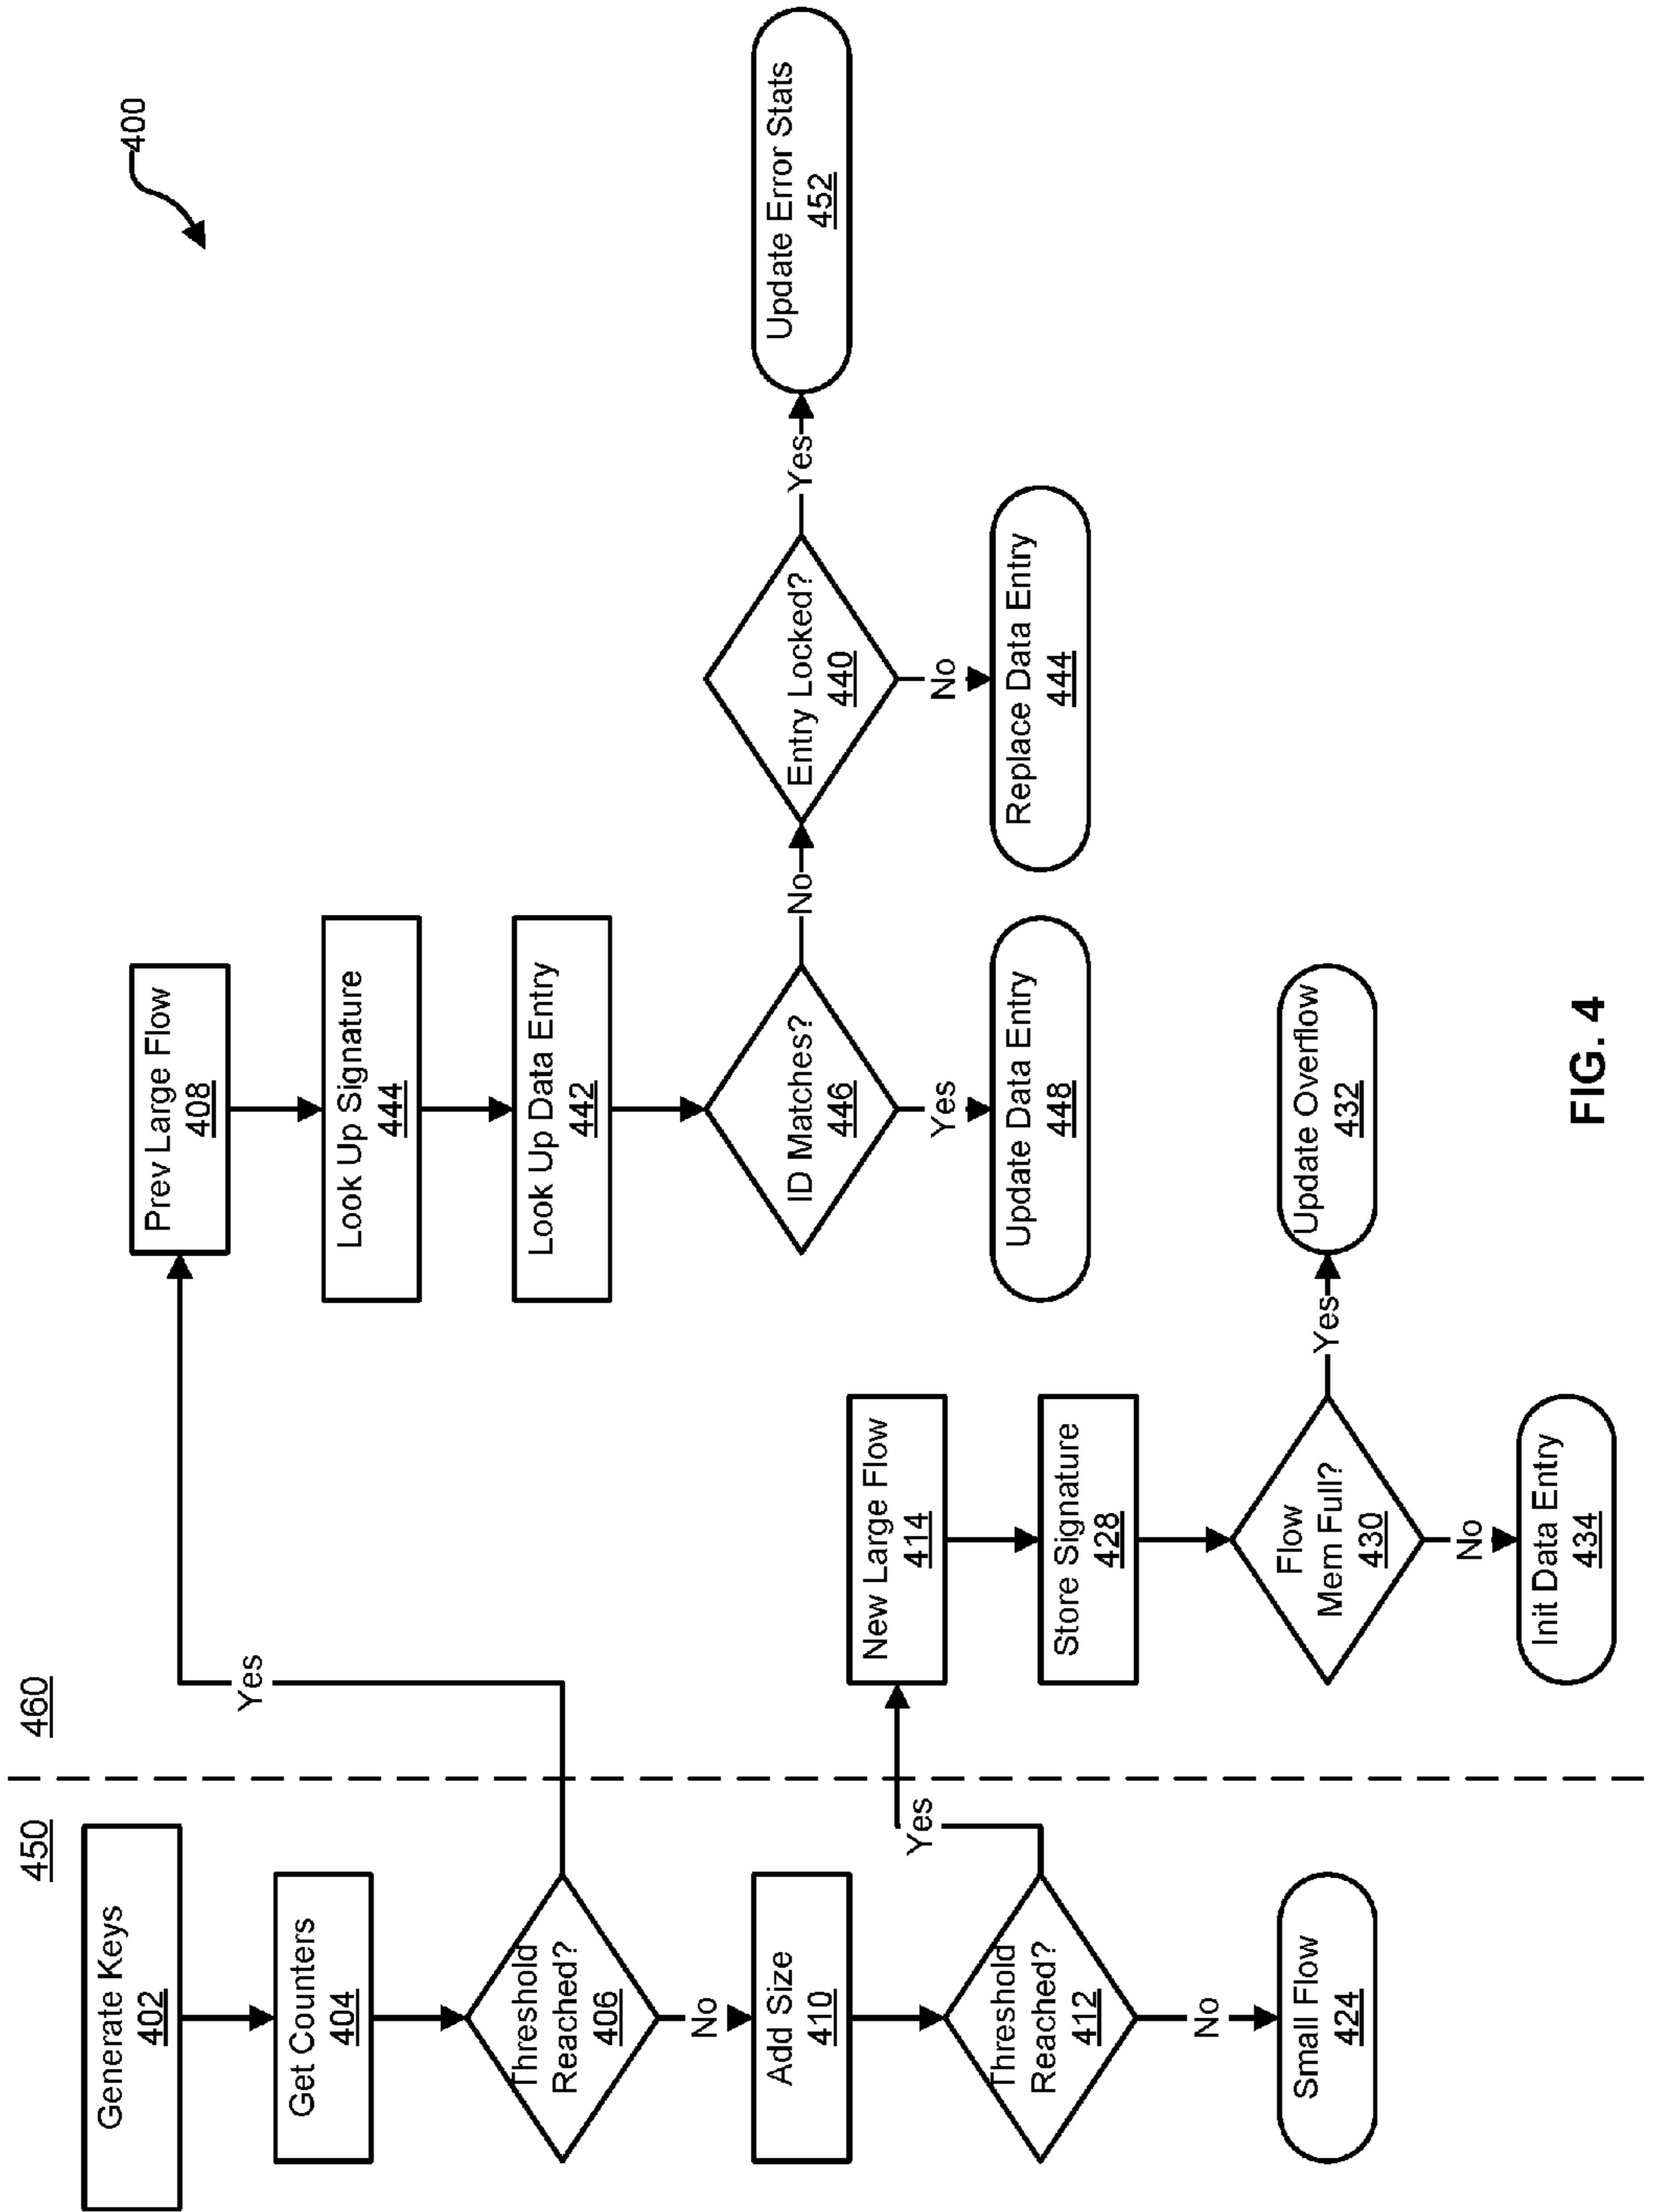 400
450
460
Generate Keys
402
Get Counters
404
Threshold
Reached?
406
Yes
No
Add Size
410
Threshold
Reached?
412
Yes
No
Small Flow
424
Prev Large Flow
408
Look Up Signature
444
Look Up Data Entry
442
ID Matches?
446
No
Yes
Update Data Entry
448
Entry Locked?
440
Yes
No
Replace Data Entry
444
Update Error Stats
452
New Large Flow
414
Store Signature
428
Flow
Mem Full?
430
Yes
No
Update Overflow
432
Init Data Entry
434
FIG. 4